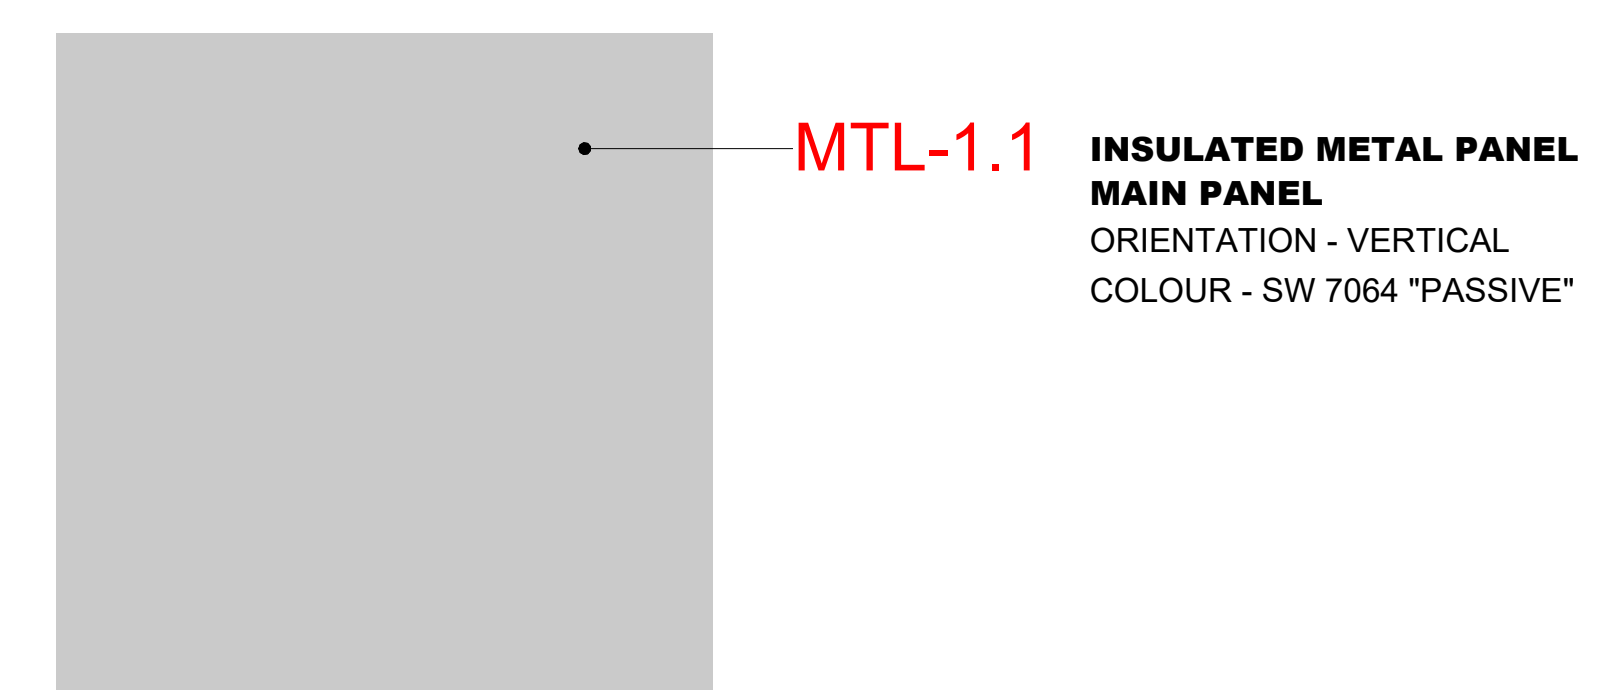 MTL-1.1
INSULATED METAL PANEL
MAIN PANEL
ORIENTATION - VERTICAL
COLOUR - SW 7064 "PASSIVE"